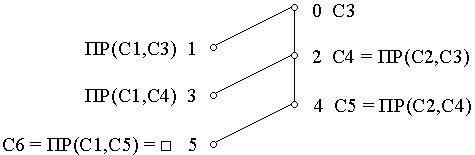 0 C3
ПР(C1,C3) 1
2 C4 = ПР(C2,C3)
ПР(C1,C4) 3
4 C5 = ПР(C2,C4)
C6 = ПР(C1,C5) = □ 5